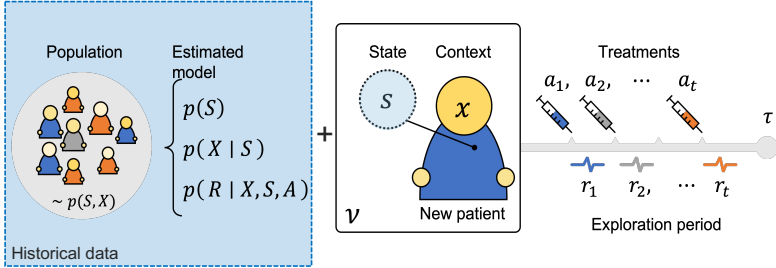 Population
Estimated
model
p(S)
p(X | S)
p(R | X, S, A)
~ p(S, X)
Historical data
+
State
Context
S
x
ν
New patient
Treatments
a₁, a₂, ⋯ aₜ
τ
r₁ r₂, ⋯ rₜ
Exploration period